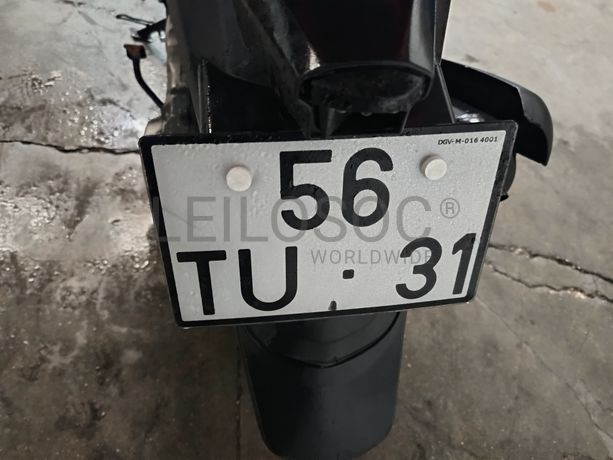 DGV-M-016 4001
56
TU · 31
LEILOSOC®
WORLDWIDE